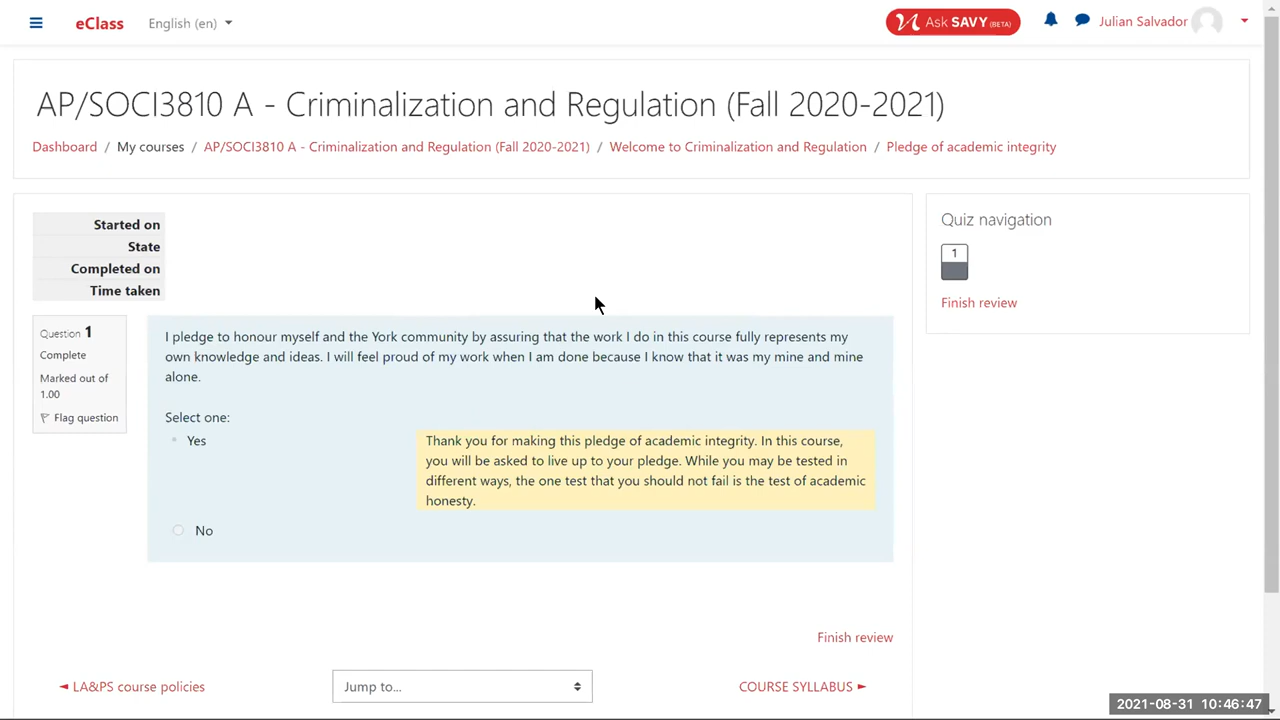 eClass English (en) Ask SAVY (BETA) Julian Salvador
AP/SOCI3810 A - Criminalization and Regulation (Fall 2020-2021)
Dashboard / My courses / AP/SOCI3810 A - Criminalization and Regulation (Fall 2020-2021) / Welcome to Criminalization and Regulation / Pledge of academic integrity
Started on
State
Completed on
Time taken
Question 1
Complete
Marked out of
1.00
Flag question
I pledge to honour myself and the York community by assuring that the work I do in this course fully represents my
own knowledge and ideas. I will feel proud of my work when I am done because I know that it was my mine and mine
alone.
Select one:
Yes
Thank you for making this pledge of academic integrity. In this course,
you will be asked to live up to your pledge. While you may be tested in
different ways, the one test that you should not fail is the test of academic
honesty.
No
Finish review
Quiz navigation
1
Finish review
◄ LA&PS course policies
Jump to...
COURSE SYLLABUS ►
2021-08-31 10:46:47